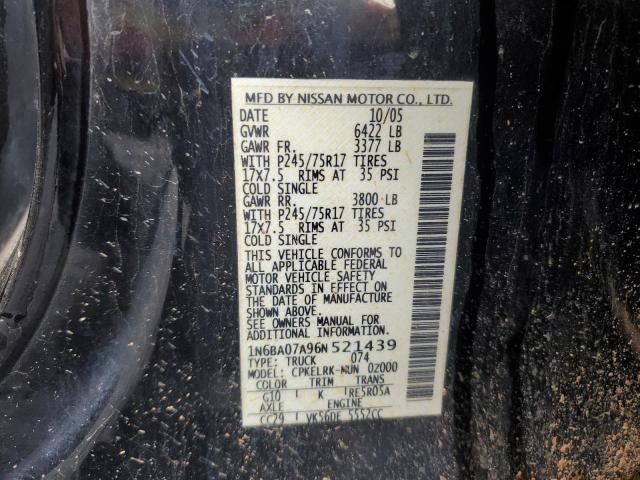 MFD BY NISSAN MOTOR CO., LTD.
DATE 10/05
GVWR 6422 LB
GAWR FR. 3377 LB
WITH P245/75R17 TIRES
17X7.5 RIMS AT 35 PSI
COLD SINGLE
GAWR RR. 3800 LB
WITH P245/75R17 TIRES
17X7.5 RIMS AT 35 PSI
COLD SINGLE
THIS VEHICLE CONFORMS TO
ALL APPLICABLE FEDERAL
MOTOR VEHICLE SAFETY
STANDARDS IN EFFECT ON
THE DATE OF MANUFACTURE
SHOWN ABOVE.
SEE OWNERS MANUAL FOR
ADDITIONAL INFORMATION.
1N6BA07A96N521439
TYPE: TRUCK 074
MODEL: CPKELRK-NUN 02000
COLOR TRIM TRANS
G10 K RE5R05A
AXLE ENGINE
CC29 VK56DE 5552CC